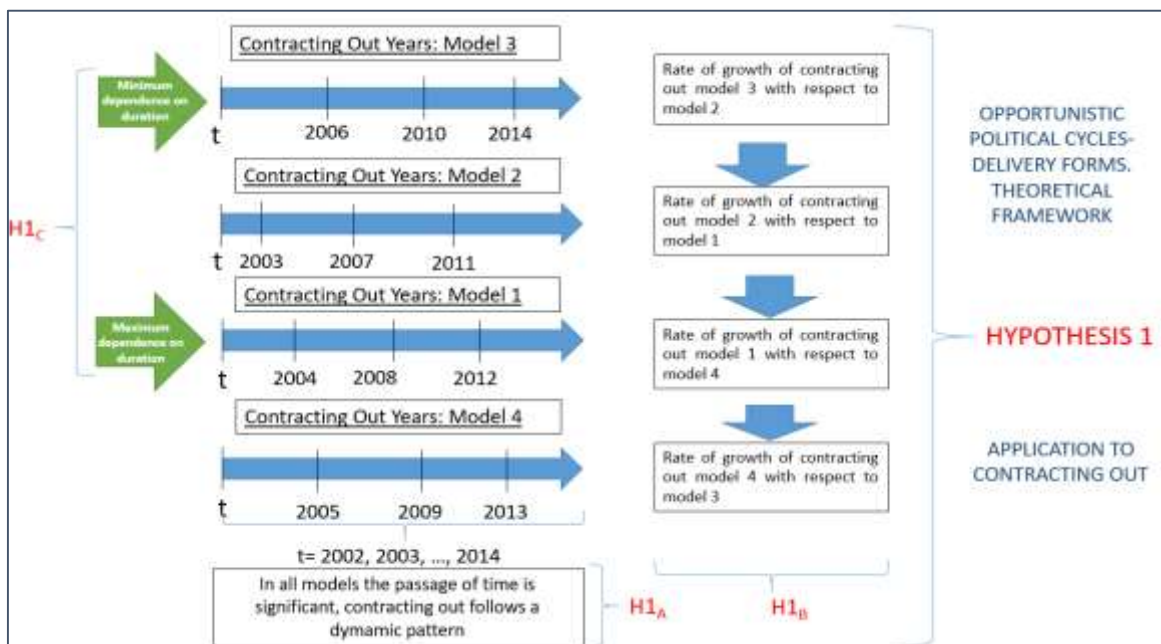 Contracting Out Years: Model 3
Minimum
dependence on
duration
t
2006
2010
2014
Contracting Out Years: Model 2
t
2003
2007
2011
H1C
Contracting Out Years: Model 1
Maximum
dependence on
duration
t
2004
2008
2012
Contracting Out Years: Model 4
t
2005
2009
2013
t= 2002, 2003, ..., 2014
In all models the passage of time is
significant, contracting out follows a
dymamic pattern
H1A
Rate of growth of contracting
out model 3 with respect to
model 2
Rate of growth of contracting
out model 2 with respect to
model 1
Rate of growth of contracting
out model 1 with respect to
model 4
Rate of growth of contracting
out model 4 with respect to
model 3
H1B
OPPORTUNISTIC
POLITICAL CYCLES-
DELIVERY FORMS.
THEORETICAL
FRAMEWORK
HYPOTHESIS 1
APPLICATION TO
CONTRACTING OUT